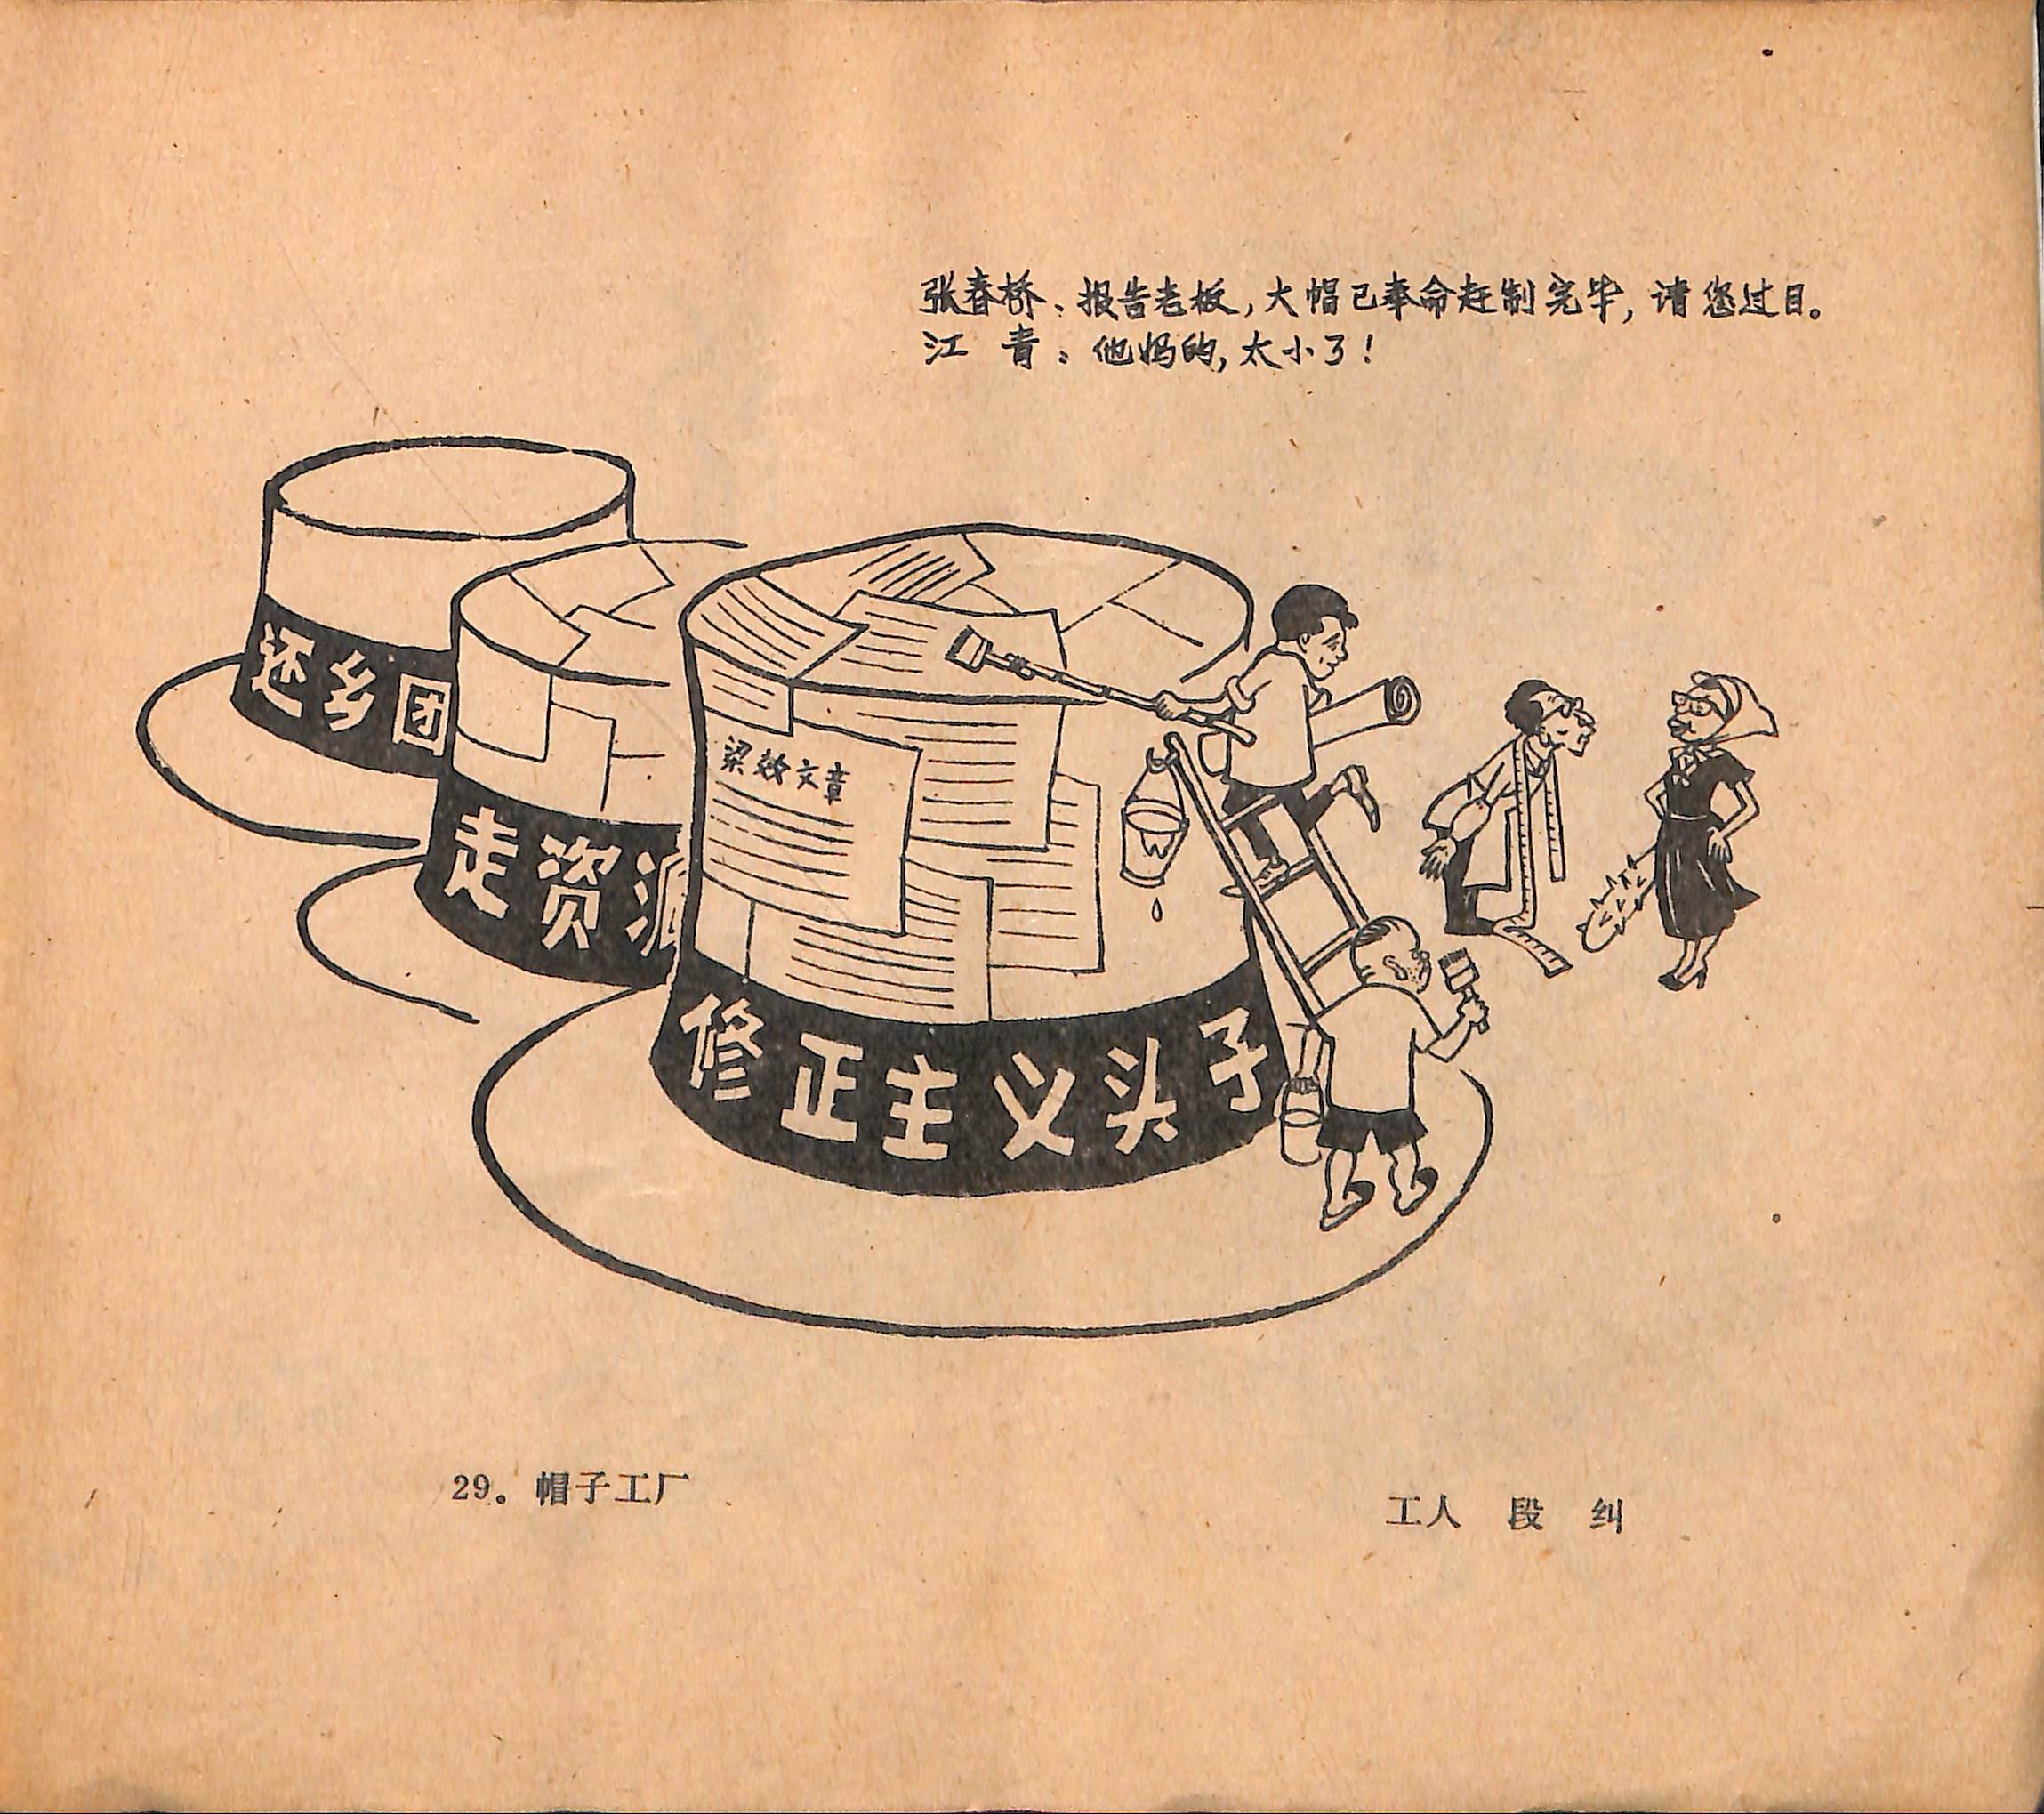 张春桥：报告老板，大帽已奉命赶制完毕，请您过目。
江 青：他妈的，太小了！
还乡团
走资派
梁效文章
修正主义头子
29。帽子工厂
工人 段 纠